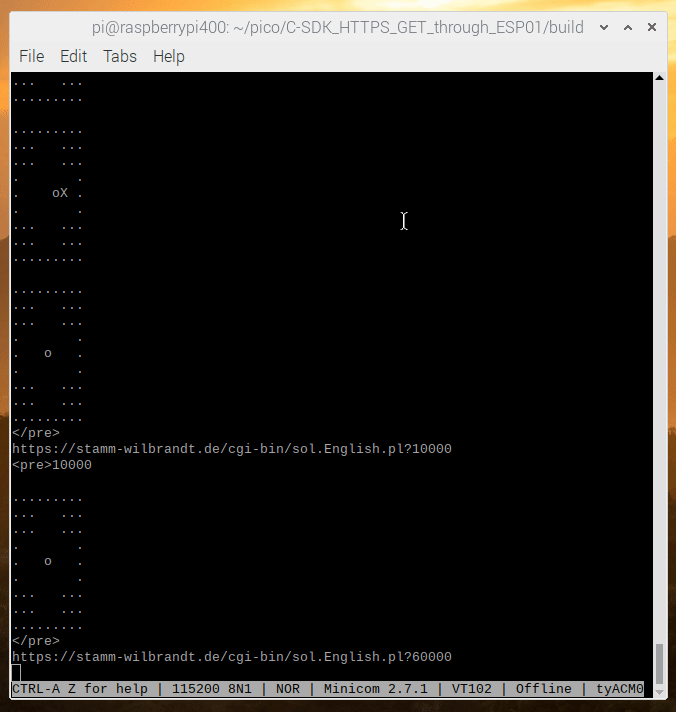 pi@raspberrypi400: ~/pico/C-SDK_HTTPS_GET_through_ESP01/build
File Edit Tabs Help
...   ...
.........

.........
...   ...
...   ...
.       .
.    oX .
.       .
...   ...
...   ...
.........

.........
...   ...
...   ...
.       .
.   o   .
.       .
...   ...
...   ...
.........
</pre>
https://stamm-wilbrandt.de/cgi-bin/sol.English.pl?10000
<pre>10000

.........
...   ...
...   ...
.       .
.   o   .
.       .
...   ...
...   ...
.........
</pre>
https://stamm-wilbrandt.de/cgi-bin/sol.English.pl?60000
CTRL-A Z for help | 115200 8N1 | NOR | Minicom 2.7.1 | VT102 | Offline | tyACM0